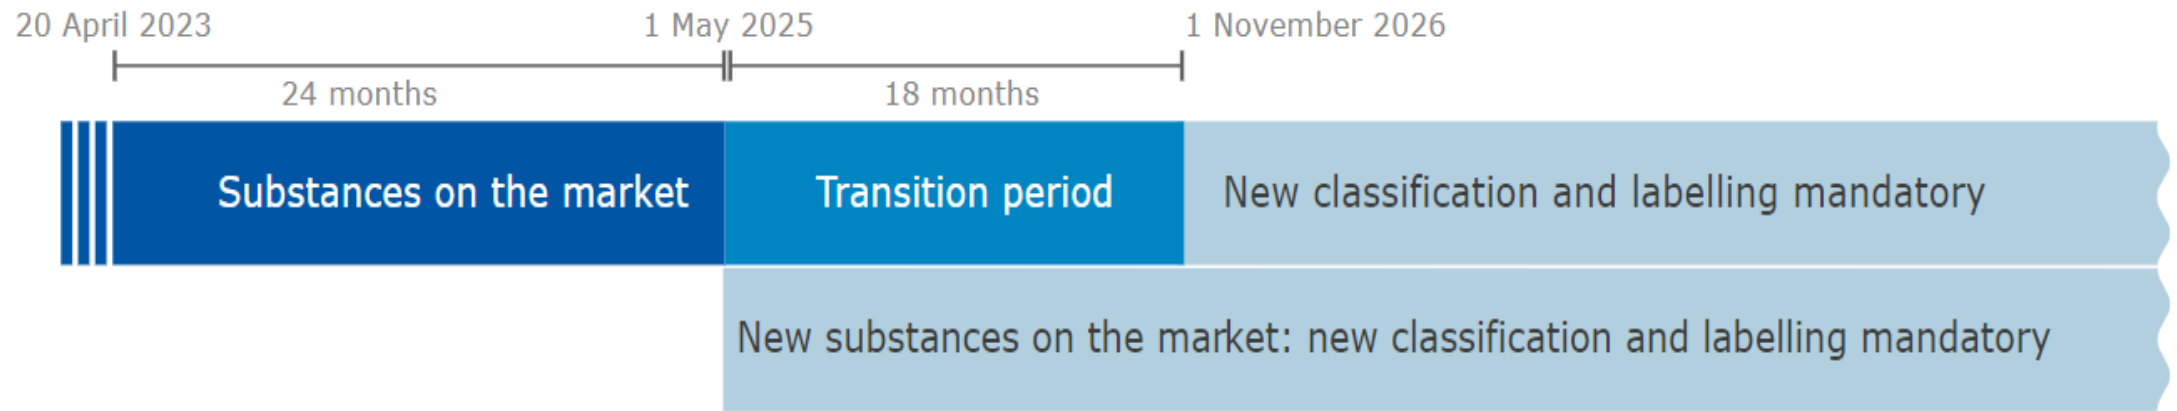 20 April 2023
1 May 2025
1 November 2026
24 months
18 months
Substances on the market
Transition period
New classification and labelling mandatory
New substances on the market: new classification and labelling mandatory